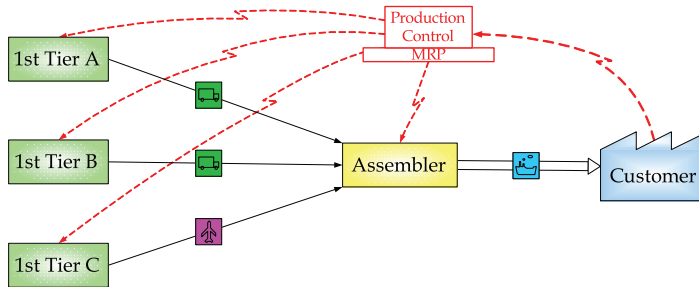 Production
Control
MRP
1st Tier A
1st Tier B
Assembler
Customer
1st Tier C